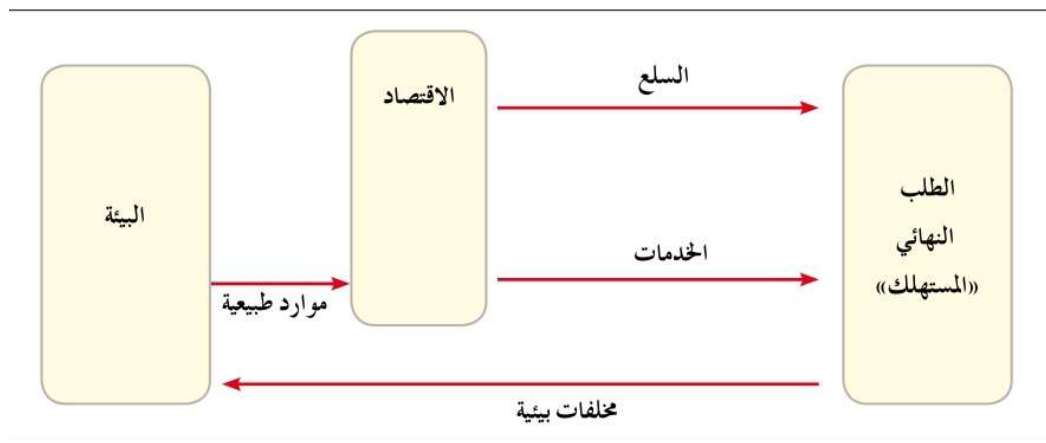 السلع
الاقتصاد
الطلب
النهائي
«المستهلك»
البيئة
الخدمات
موارد طبيعية
مخلفات بيئية